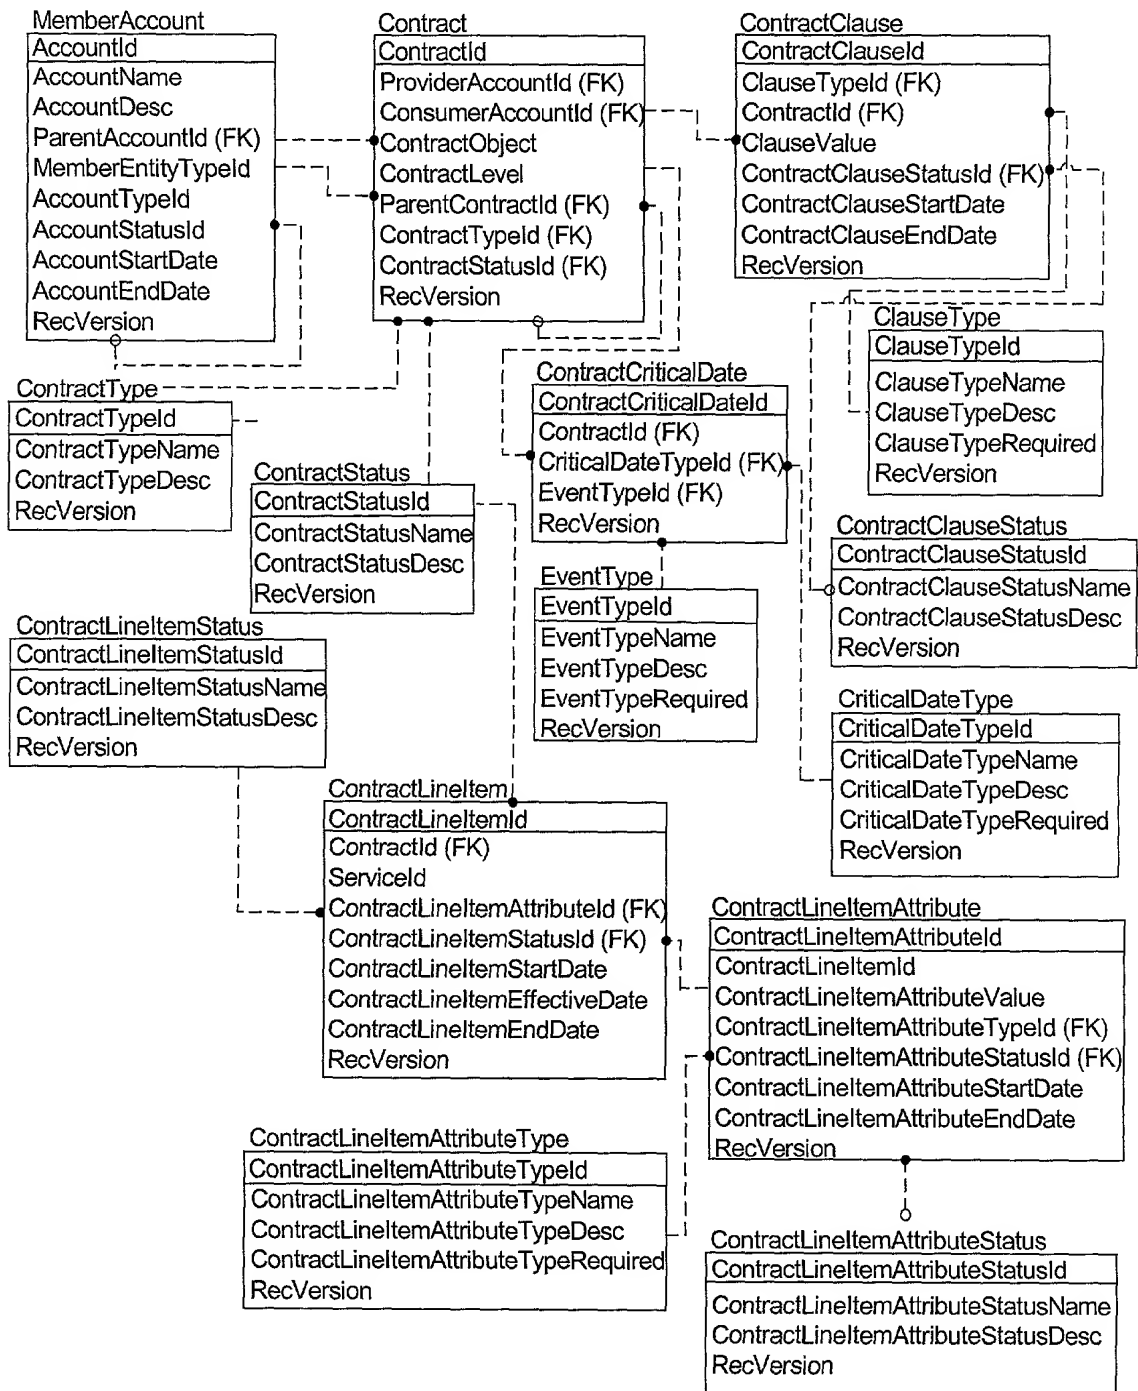 MemberAccount
AccountId
AccountName
AccountDesc
ParentAccountId (FK)
MemberEntityTypeId
AccountTypeId
AccountStatusId
AccountStartDate
AccountEndDate
RecVersion
Contract
ContractId
ProviderAccountId (FK)
ConsumerAccountId (FK)
ContractObject
ContractLevel
ParentContractId (FK)
ContractTypeId (FK)
ContractStatusId (FK)
RecVersion
ContractClause
ContractClauseId
ClauseTypeId (FK)
ContractId (FK)
ClauseValue
ContractClauseStatusId (FK)
ContractClauseStartDate
ContractClauseEndDate
RecVersion
ClauseType
ClauseTypeId
ClauseTypeName
ClauseTypeDesc
ClauseTypeRequired
RecVersion
ContractType
ContractTypeId
ContractTypeName
ContractTypeDesc
RecVersion
ContractStatus
ContractStatusId
ContractStatusName
ContractStatusDesc
RecVersion
ContractCriticalDate
ContractCriticalDateId
ContractId (FK)
CriticalDateTypeId (FK)
EventTypeId (FK)
RecVersion
ContractClauseStatus
ContractClauseStatusId
ContractClauseStatusName
ContractClauseStatusDesc
RecVersion
EventType
EventTypeId
EventTypeName
EventTypeDesc
EventTypeRequired
RecVersion
ContractLineItemStatus
ContractLineItemStatusId
ContractLineItemStatusName
ContractLineItemStatusDesc
RecVersion
CriticalDateType
CriticalDateTypeId
CriticalDateTypeName
CriticalDateTypeDesc
CriticalDateTypeRequired
RecVersion
ContractLineItem
ContractLineItemId
ContractId (FK)
ServiceId
ContractLineItemAttributeId (FK)
ContractLineItemStatusId (FK)
ContractLineItemStartDate
ContractLineItemEffectiveDate
ContractLineItemEndDate
RecVersion
ContractLineItemAttribute
ContractLineItemAttributeId
ContractLineItemId
ContractLineItemAttributeValue
ContractLineItemAttributeTypeId (FK)
ContractLineItemAttributeStatusId (FK)
ContractLineItemAttributeStartDate
ContractLineItemAttributeEndDate
RecVersion
ContractLineItemAttributeType
ContractLineItemAttributeTypeId
ContractLineItemAttributeTypeName
ContractLineItemAttributeTypeDesc
ContractLineItemAttributeTypeRequired
RecVersion
ContractLineItemAttributeStatus
ContractLineItemAttributeStatusId
ContractLineItemAttributeStatusName
ContractLineItemAttributeStatusDesc
RecVersion